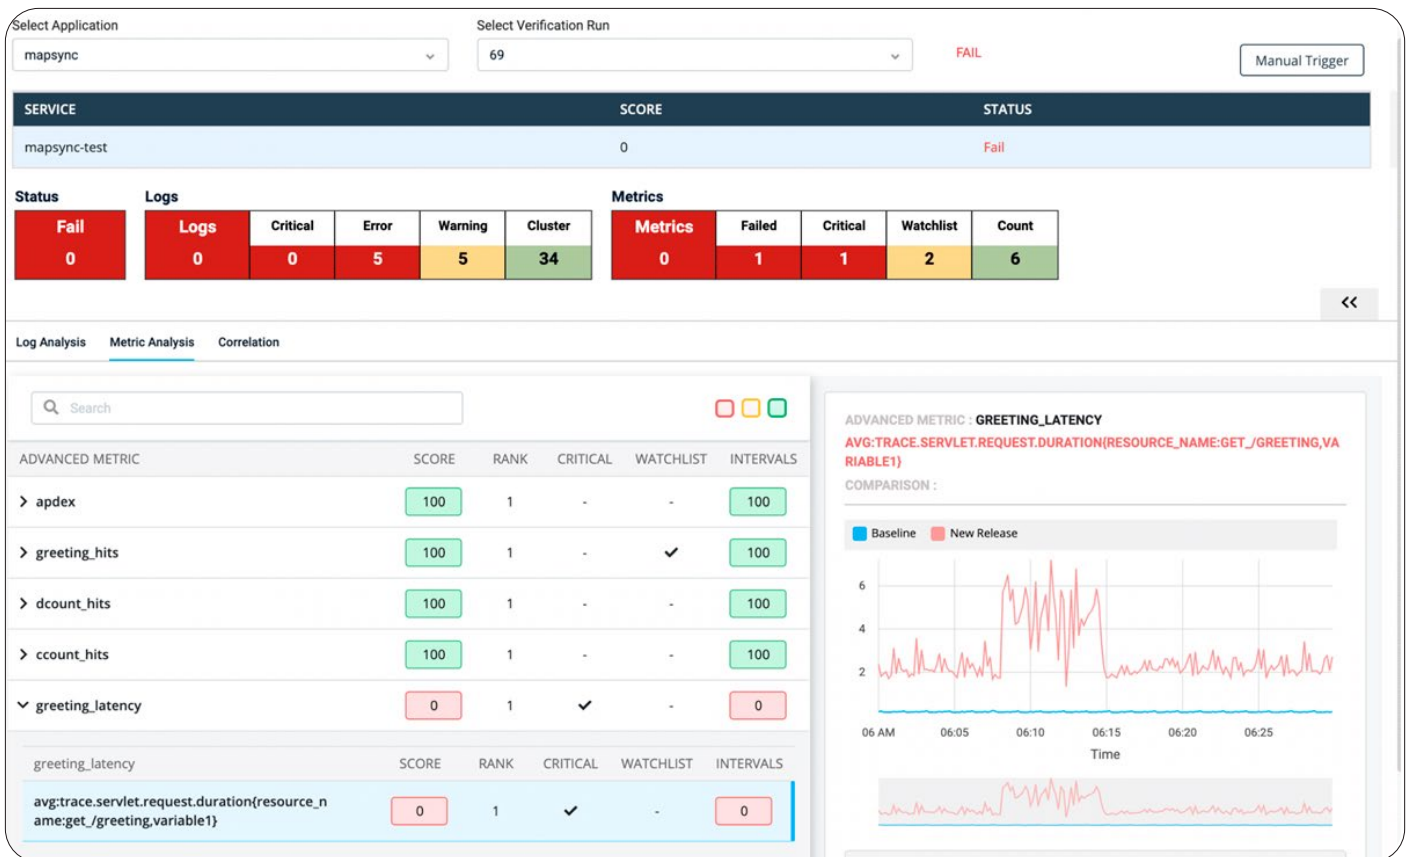 Select Application
Select Verification Run
mapsync
69
FAIL
Manual Trigger
SERVICE SCORE STATUS
mapsync-test 0 Fail
Status Logs Metrics
Fail Logs Critical Error Warning Cluster Metrics Failed Critical Watchlist Count
0 0 0 5 5 34 0 1 1 2 6
Log Analysis Metric Analysis Correlation
Search
ADVANCED METRIC SCORE RANK CRITICAL WATCHLIST INTERVALS
apdex 100 1 - - 100
greeting_hits 100 1 - 100
dcount_hits 100 1 - - 100
ccount_hits 100 1 - - 100
greeting_latency 0 1 - 0
greeting_latency SCORE RANK CRITICAL WATCHLIST INTERVALS
avg:trace.servlet.request.duration{resource_n
ame:get_/greeting,variable1}
0 1 - 0
ADVANCED METRIC : GREETING_LATENCY
AVG:TRACE.SERVLET.REQUEST.DURATION{RESOURCE_NAME:GET_/GREETING,VA
RIABLE1}
COMPARISON :
Baseline New Release
6
4
2
06 AM 06:05 06:10 06:15 06:20 06:25
Time